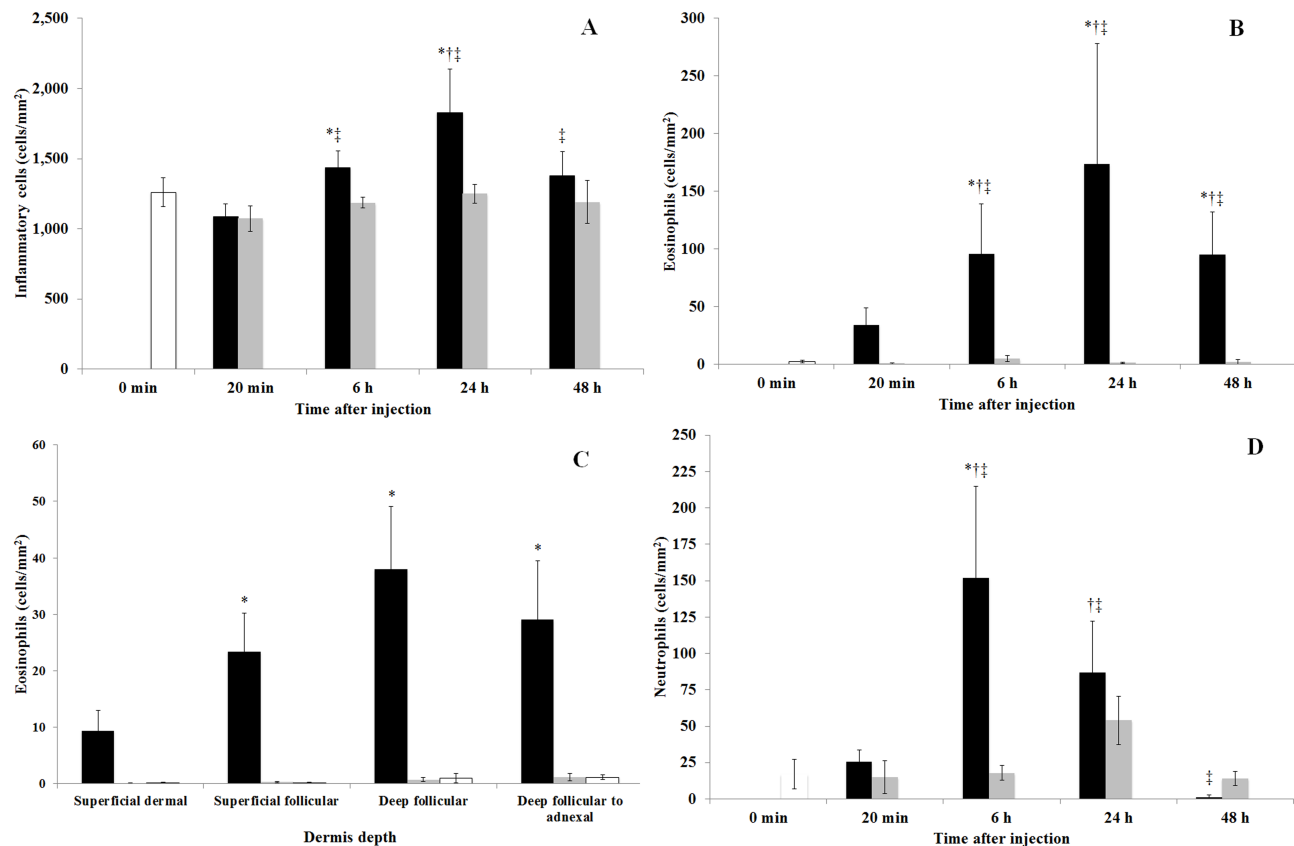 A
Inflammatory cells (cells/mm²)
2,500
2,000
1,500
1,000
500
0
*‡
*†‡
‡
0 min 20 min 6 h 24 h 48 h
Time after injection
B
Eosinophils (cells/mm²)
300
250
200
150
100
50
0
*†‡
*†‡
*†‡
0 min 20 min 6 h 24 h 48 h
Time after injection
C
Eosinophils (cells/mm²)
60
50
40
30
20
10
0
*
*
*
Superficial dermal Superficial follicular Deep follicular Deep follicular to
adnexal
Dermis depth
D
Neutrophils (cells/mm²)
250
225
200
175
150
125
100
75
50
25
0
*†‡
†‡
‡
0 min 20 min 6 h 24 h 48 h
Time after injection